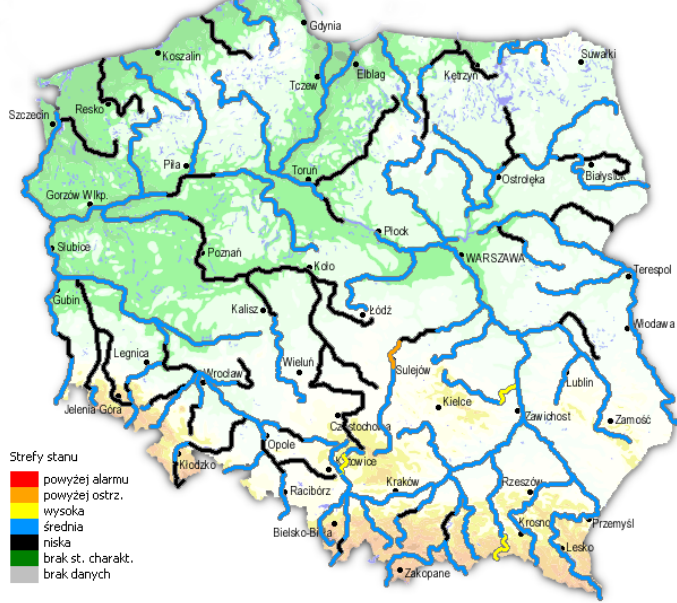 Gdynia
Koszalin
Suwałki
Tczew
Elbląg
Kętrzyn
Resko
Szczecin
Piła
Toruń
Ostrołęka
Białystok
Gorzów Wlkp.
Płock
Słubice
Poznań
WARSZAWA
Koło
Terespol
Gubin
Kalisz
Łódź
Włodawa
Legnica
Wrocław
Wieluń
Sulejów
Lublin
Jelenia Góra
Kielce
Zawichost
Zamość
Częstochowa
Opole
Strefy stanu
Kłodzko
Katowice
powyżej alarmu
Racibórz
Kraków
Rzeszów
powyżej ostrz.
wysoka
średnia
Bielsko-Biała
Krosno
Przemyśl
niska
Lesko
brak st. charakt.
Zakopane
brak danych